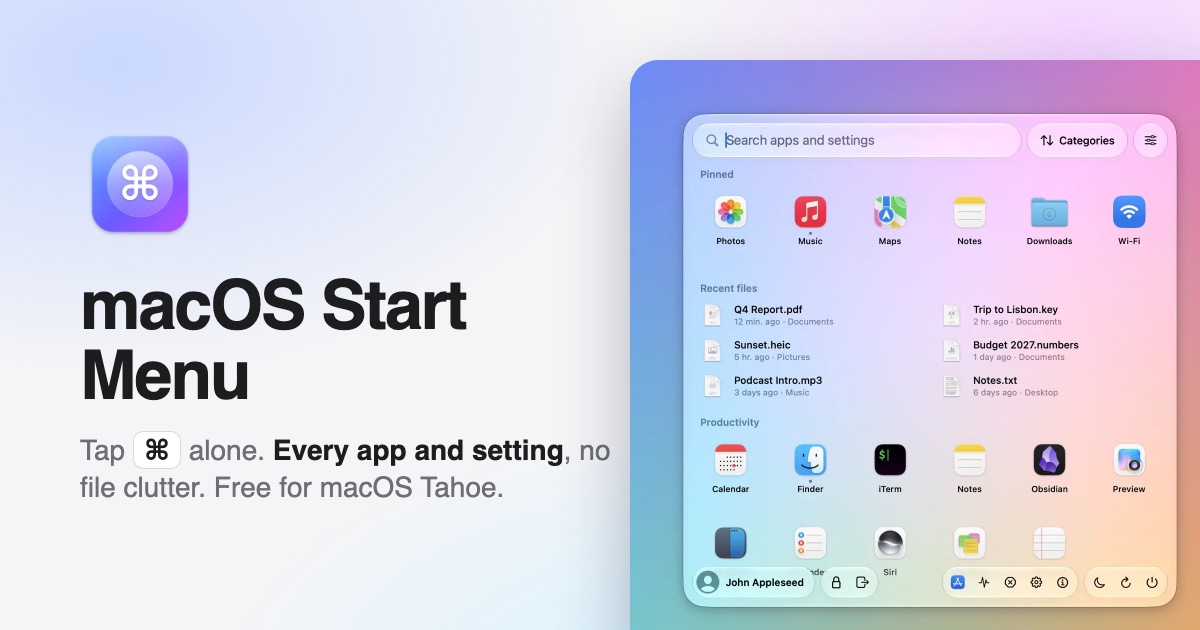 macOS Start
Menu
Tap ⌘ alone. Every app and setting, no
file clutter. Free for macOS Tahoe.
Search apps and settings
Categories
Pinned
Photos Music Maps Notes Downloads Wi-Fi
Recent files
Q4 Report.pdf
12 min. ago · Documents
Trip to Lisbon.key
2 hr. ago · Documents
Sunset.heic
5 hr. ago · Pictures
Budget 2027.numbers
1 day ago · Documents
Podcast Intro.mp3
3 days ago · Music
Notes.txt
6 days ago · Desktop
Productivity
Calendar Finder iTerm Notes Obsidian Preview
$
Siri
John Appleseed